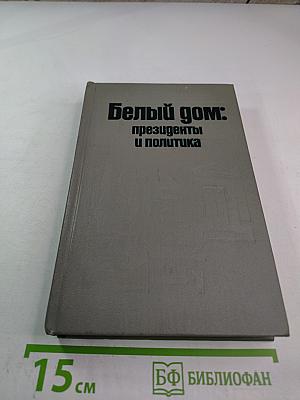 Белый дом:
президенты
и политика
15 см
БФ БИБЛИОФАН